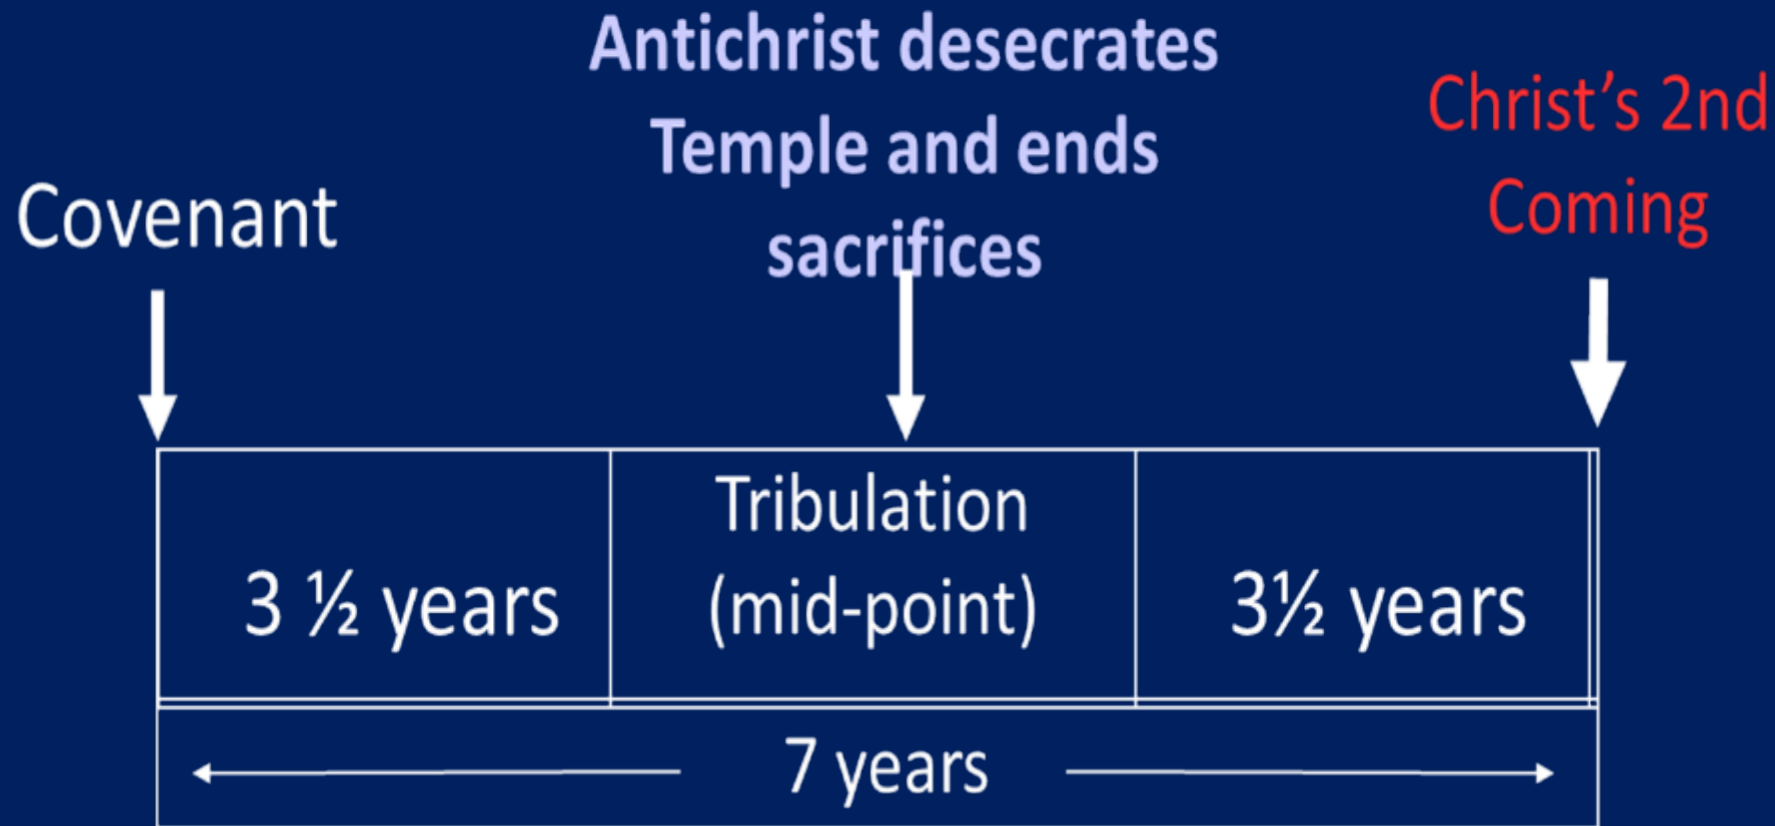 Antichrist desecrates
Temple and ends
sacrifices
Christ’s 2nd
Coming
Covenant
3 ½ years
Tribulation
(mid-point)
3½ years
7 years